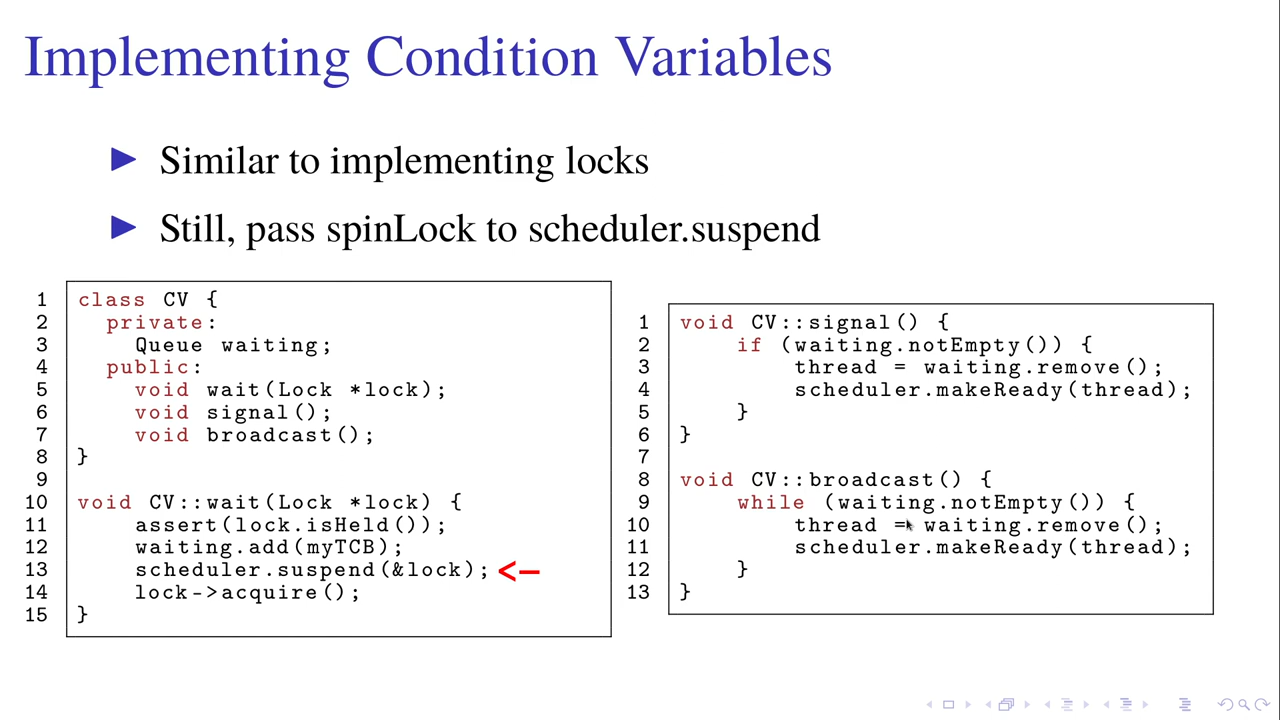 Implementing Condition Variables
Similar to implementing locks
Still, pass spinLock to scheduler.suspend
1 class CV {
2 private:
3 Queue waiting;
4 public:
5 void wait(Lock *lock);
6 void signal();
7 void broadcast();
8 }
9
10 void CV::wait(Lock *lock) {
11 assert(lock.isHeld());
12 waiting.add(myTCB);
13 scheduler.suspend(&lock); <-
14 lock->acquire();
15 }
1 void CV::signal() {
2 if (waiting.notEmpty()) {
3 thread = waiting.remove();
4 scheduler.makeReady(thread);
5 }
6 }
7
8 void CV::broadcast() {
9 while (waiting.notEmpty()) {
10 thread = waiting.remove();
11 scheduler.makeReady(thread);
12 }
13 }